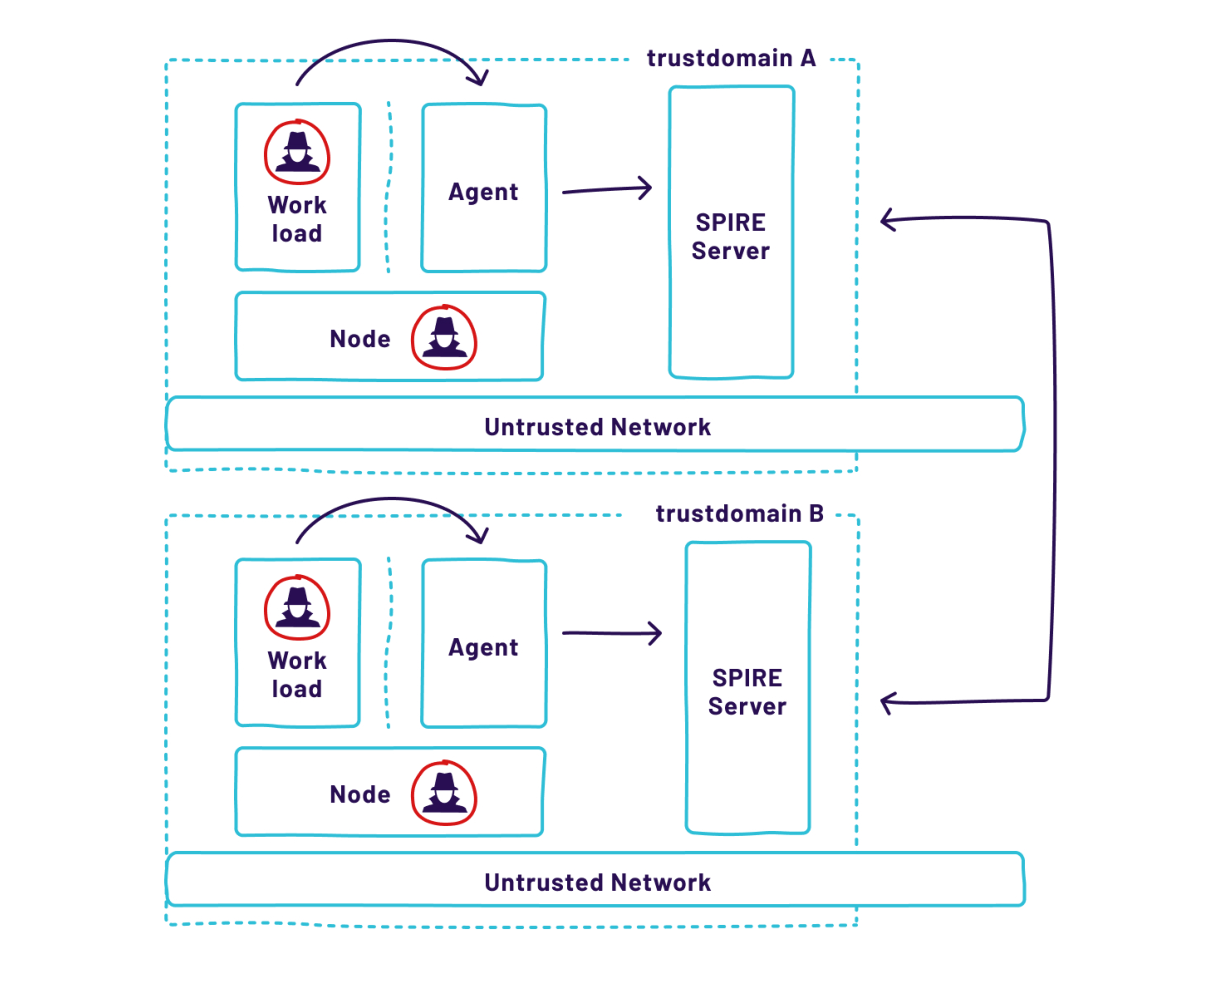 trustdomain A
Work
load
Agent
SPIRE
Server
Node
Untrusted Network
trustdomain B
Work
load
Agent
SPIRE
Server
Node
Untrusted Network